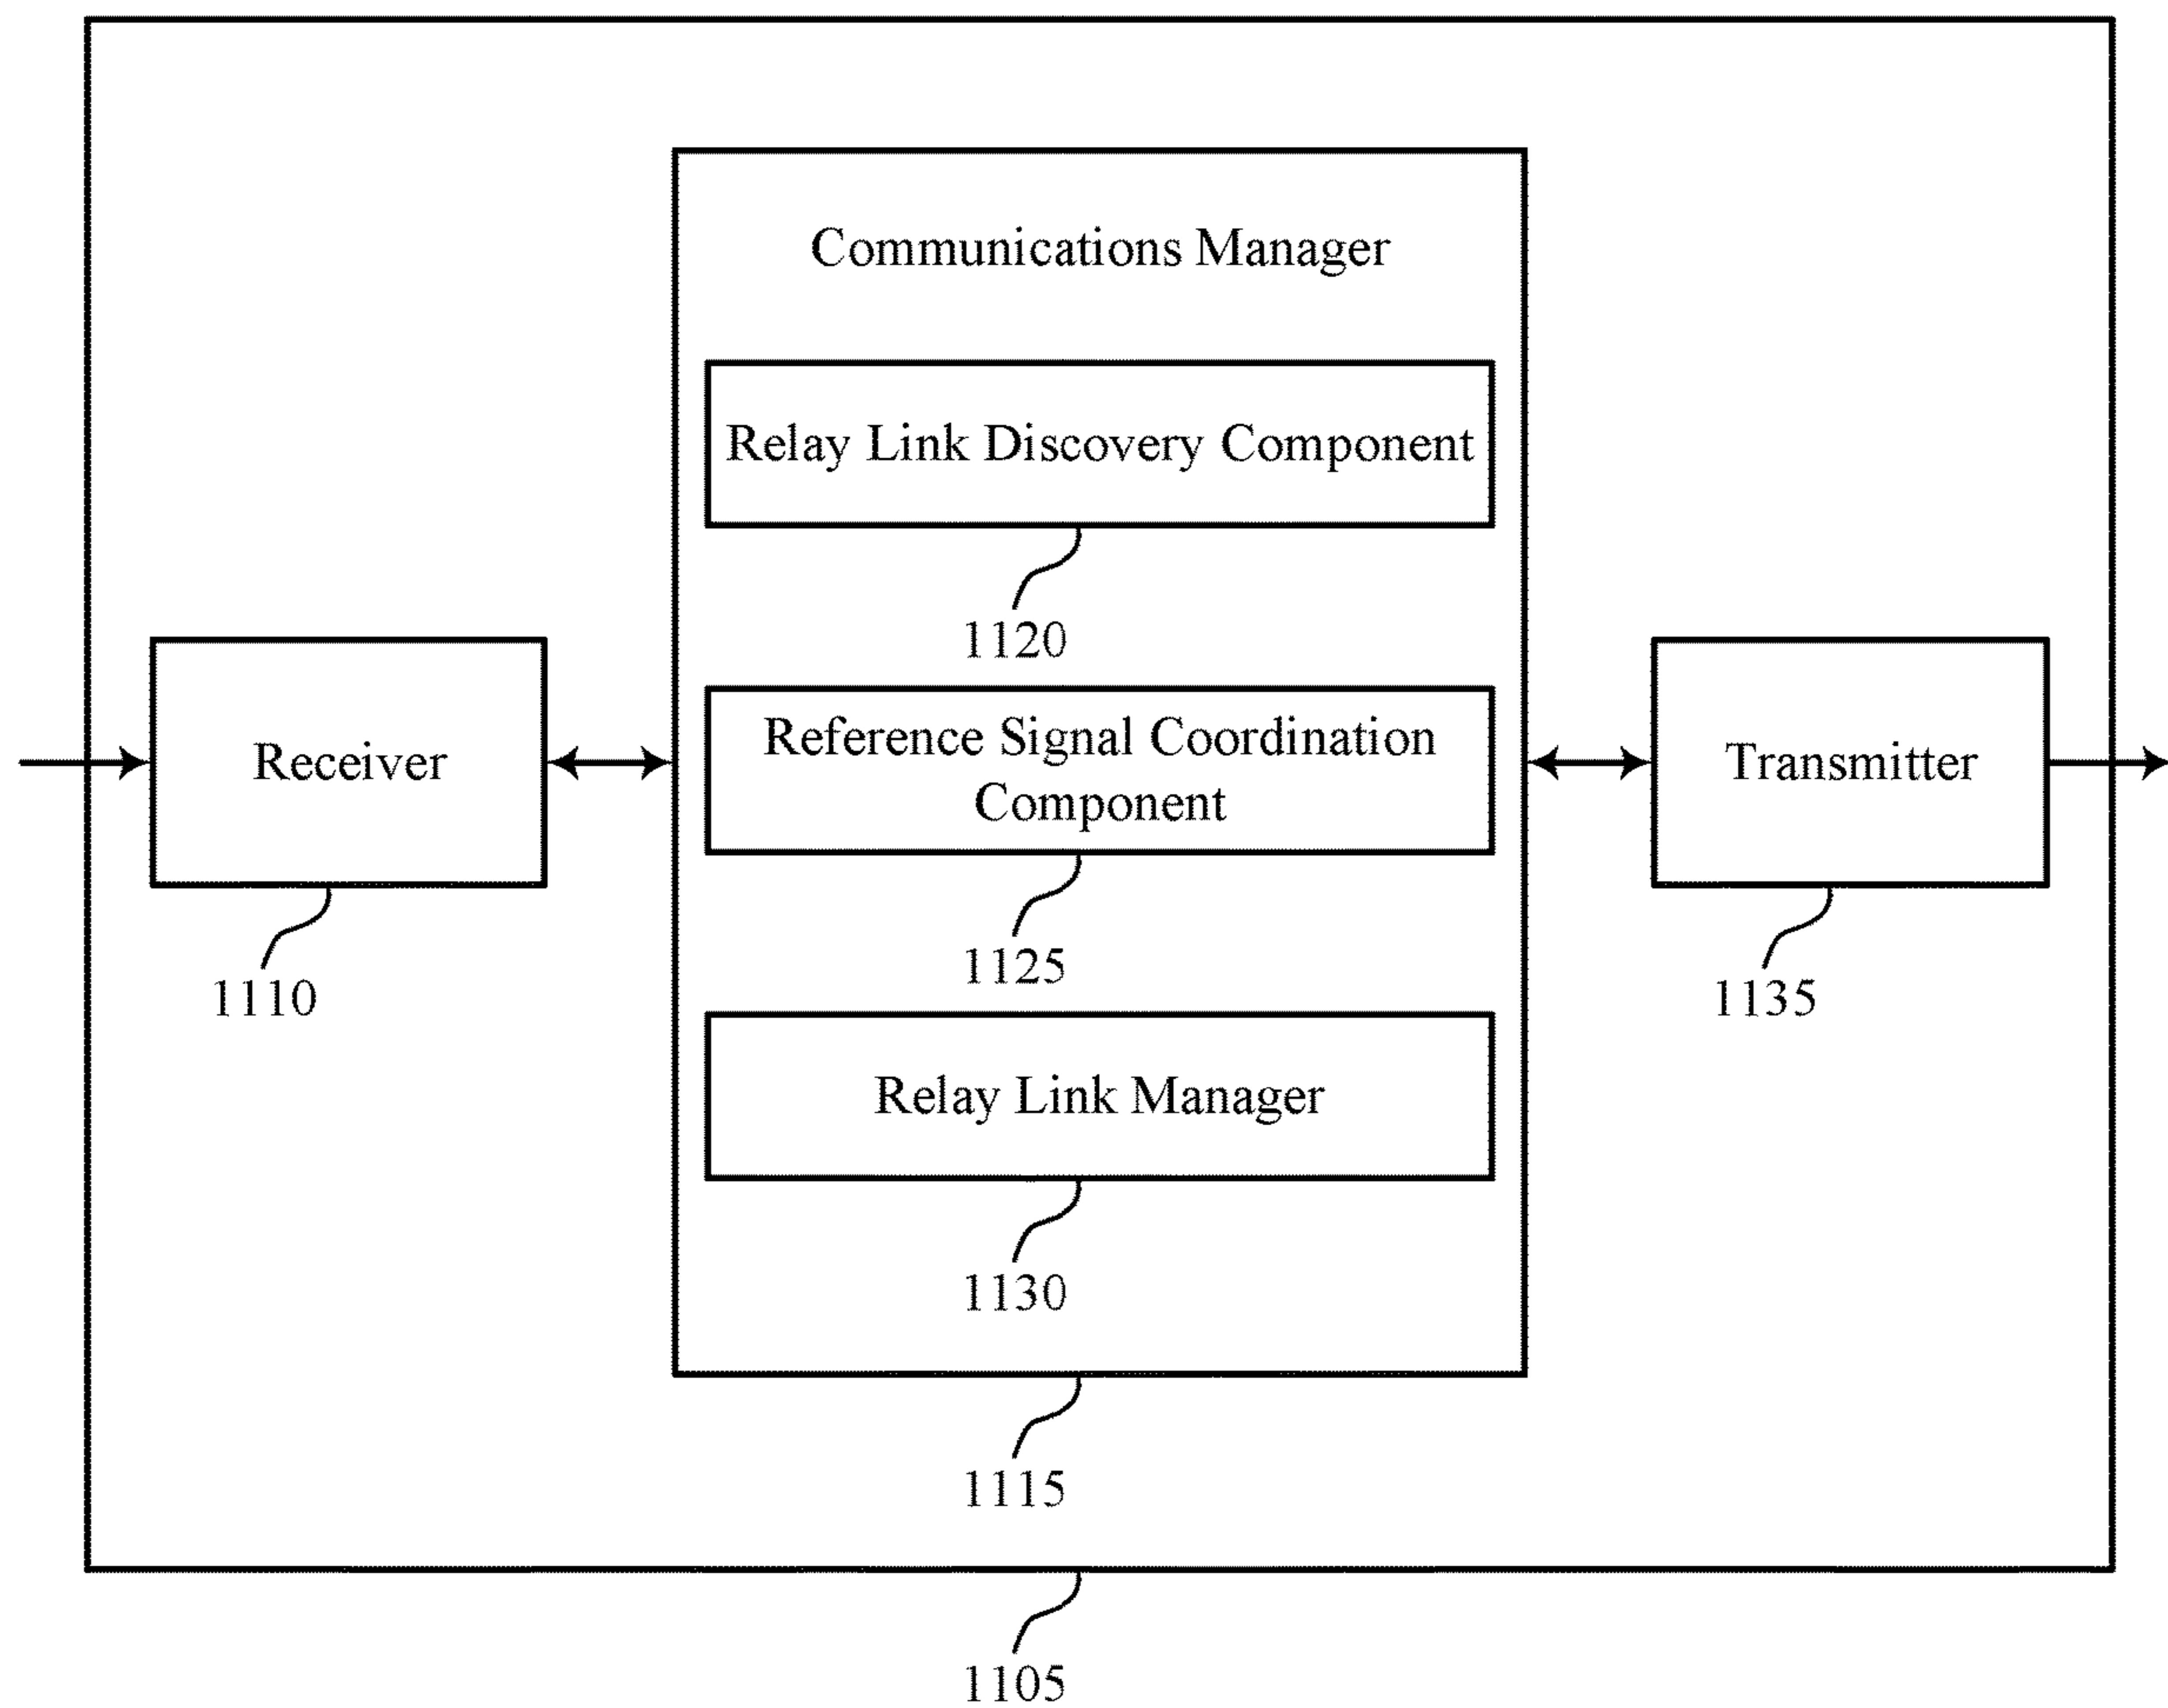 Communications Manager
Relay Link Discovery Component
1120
Receiver
1110
Reference Signal Coordination
Component
1125
Transmitter
1135
Relay Link Manager
1130
1115
1105